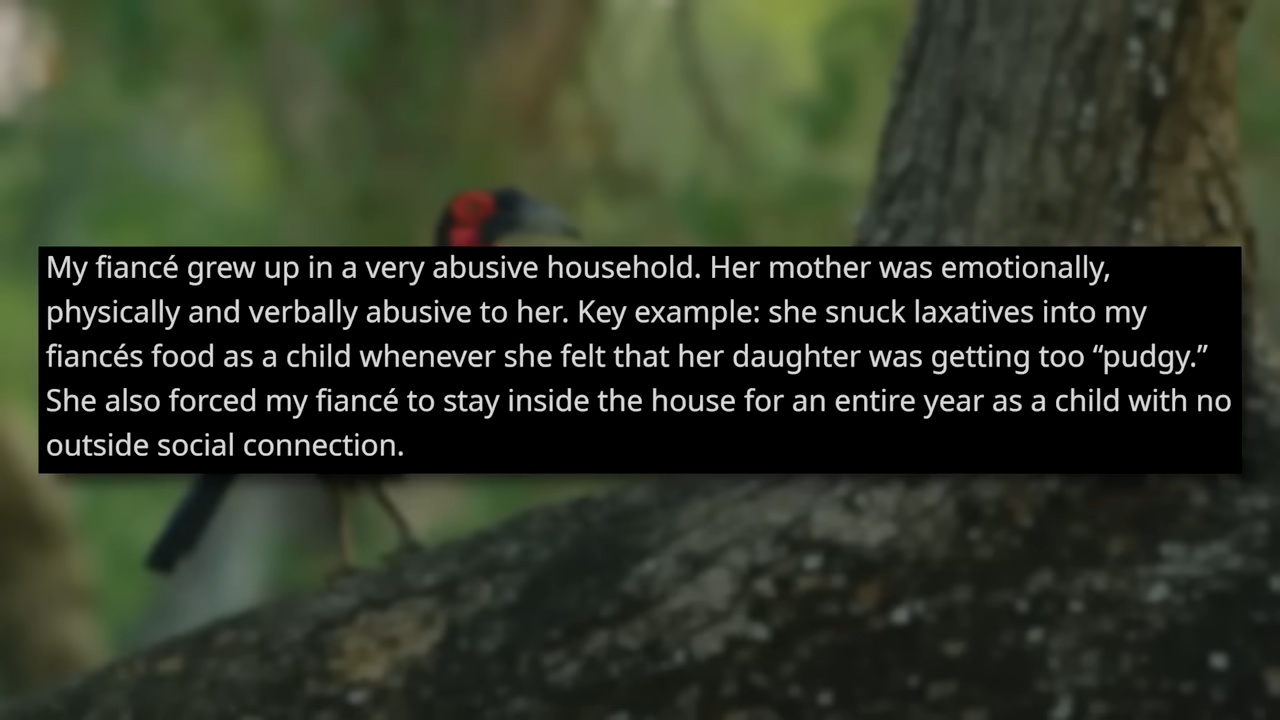 My fiancé grew up in a very abusive household. Her mother was emotionally,
physically and verbally abusive to her. Key example: she snuck laxatives into my
fiancés food as a child whenever she felt that her daughter was getting too “pudgy.”
She also forced my fiancé to stay inside the house for an entire year as a child with no
outside social connection.